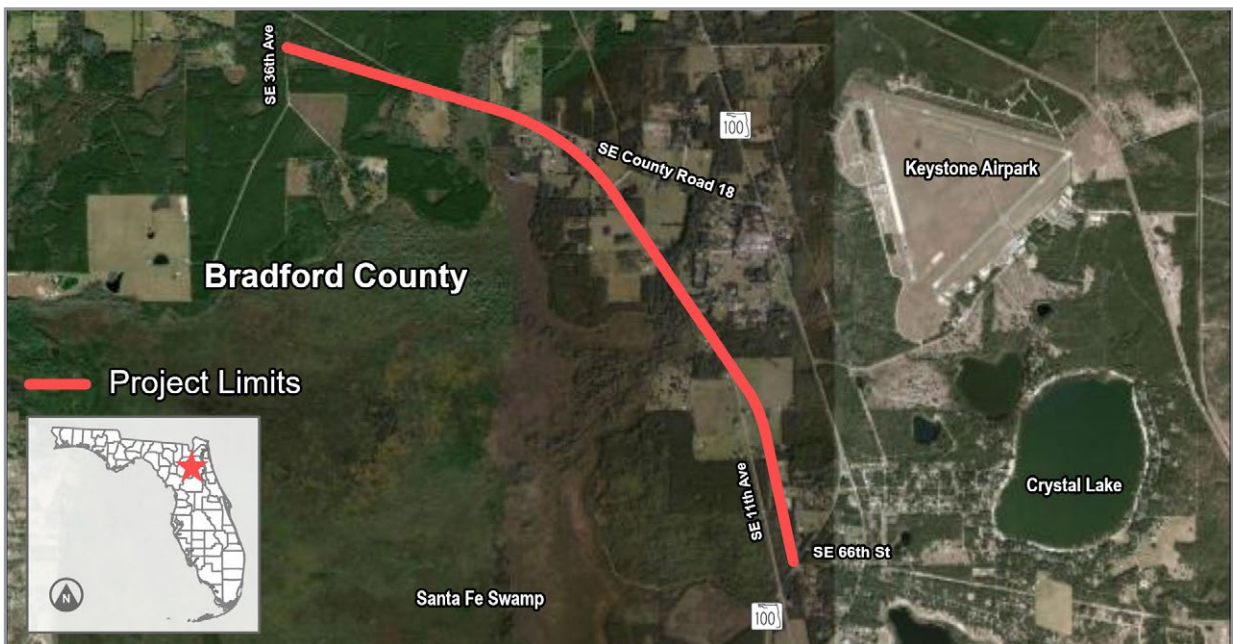 SE 36th Ave
100
SE County Road 18
Keystone Airpark
Bradford County
Project Limits
Crystal Lake
SE 11th Ave
SE 66th St
Santa Fe Swamp
100
N